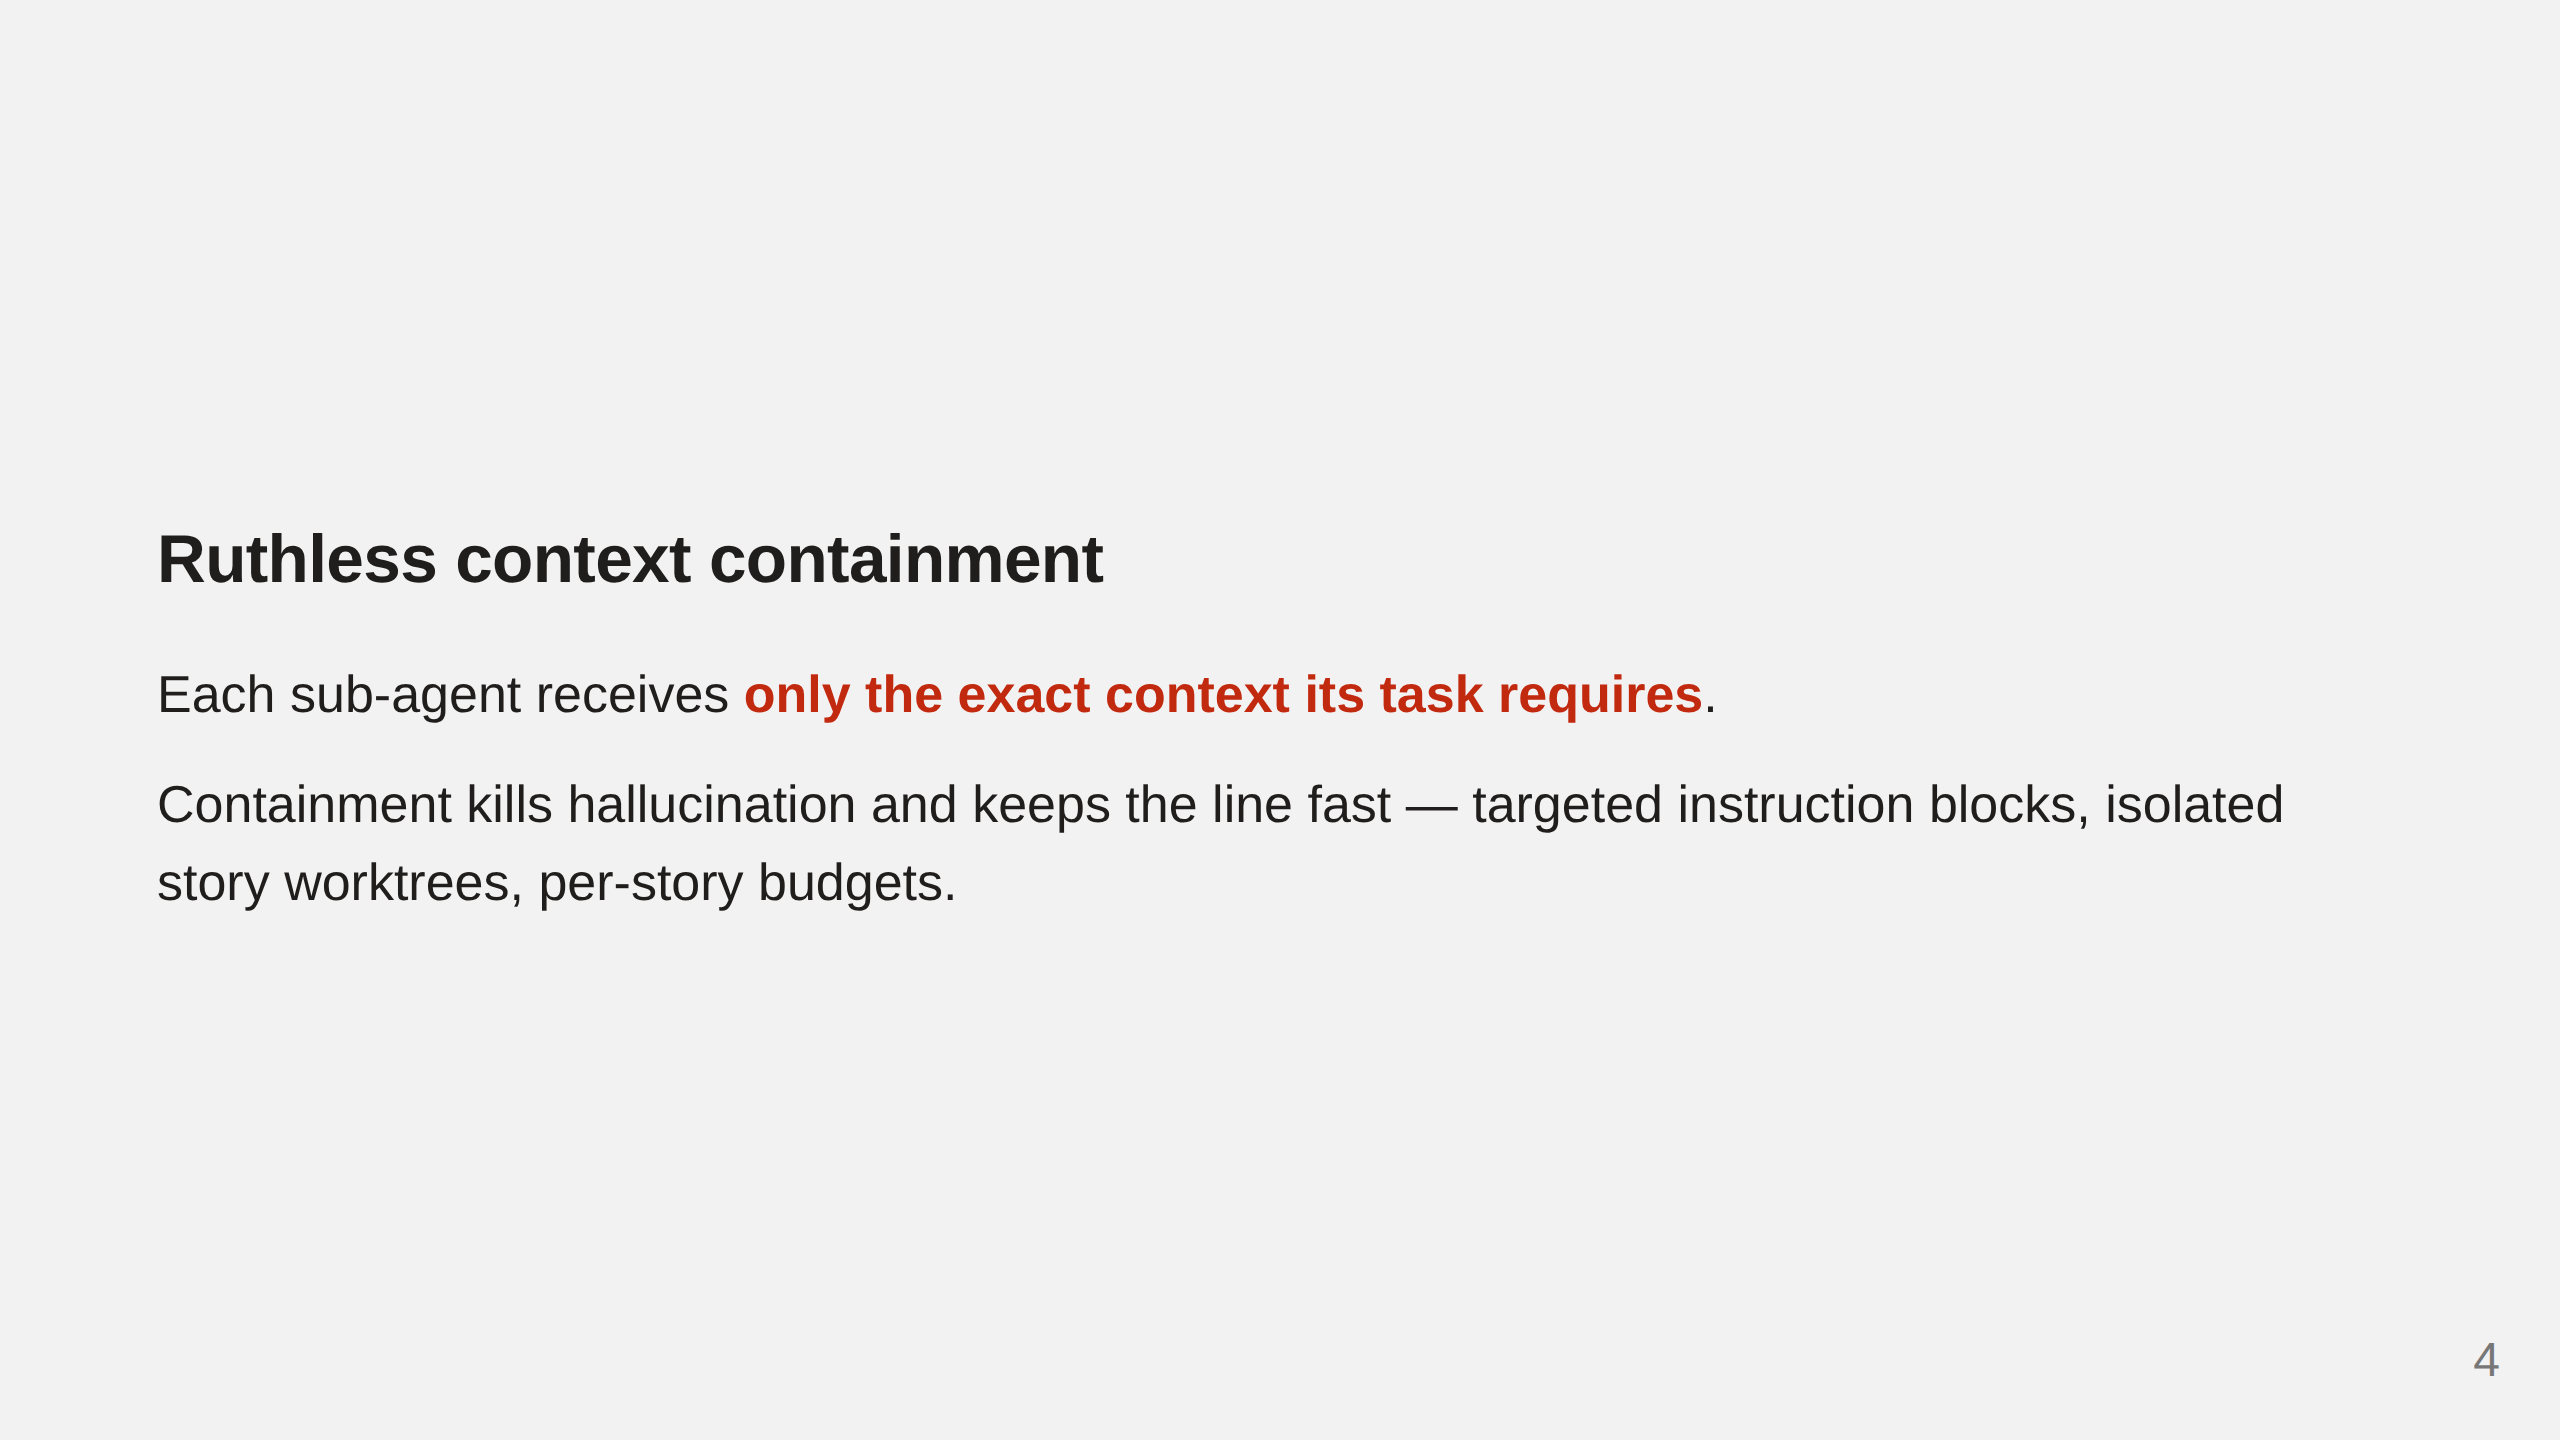 Ruthless context containment
Each sub-agent receives only the exact context its task requires.
Containment kills hallucination and keeps the line fast — targeted instruction blocks, isolated
story worktrees, per-story budgets.
4